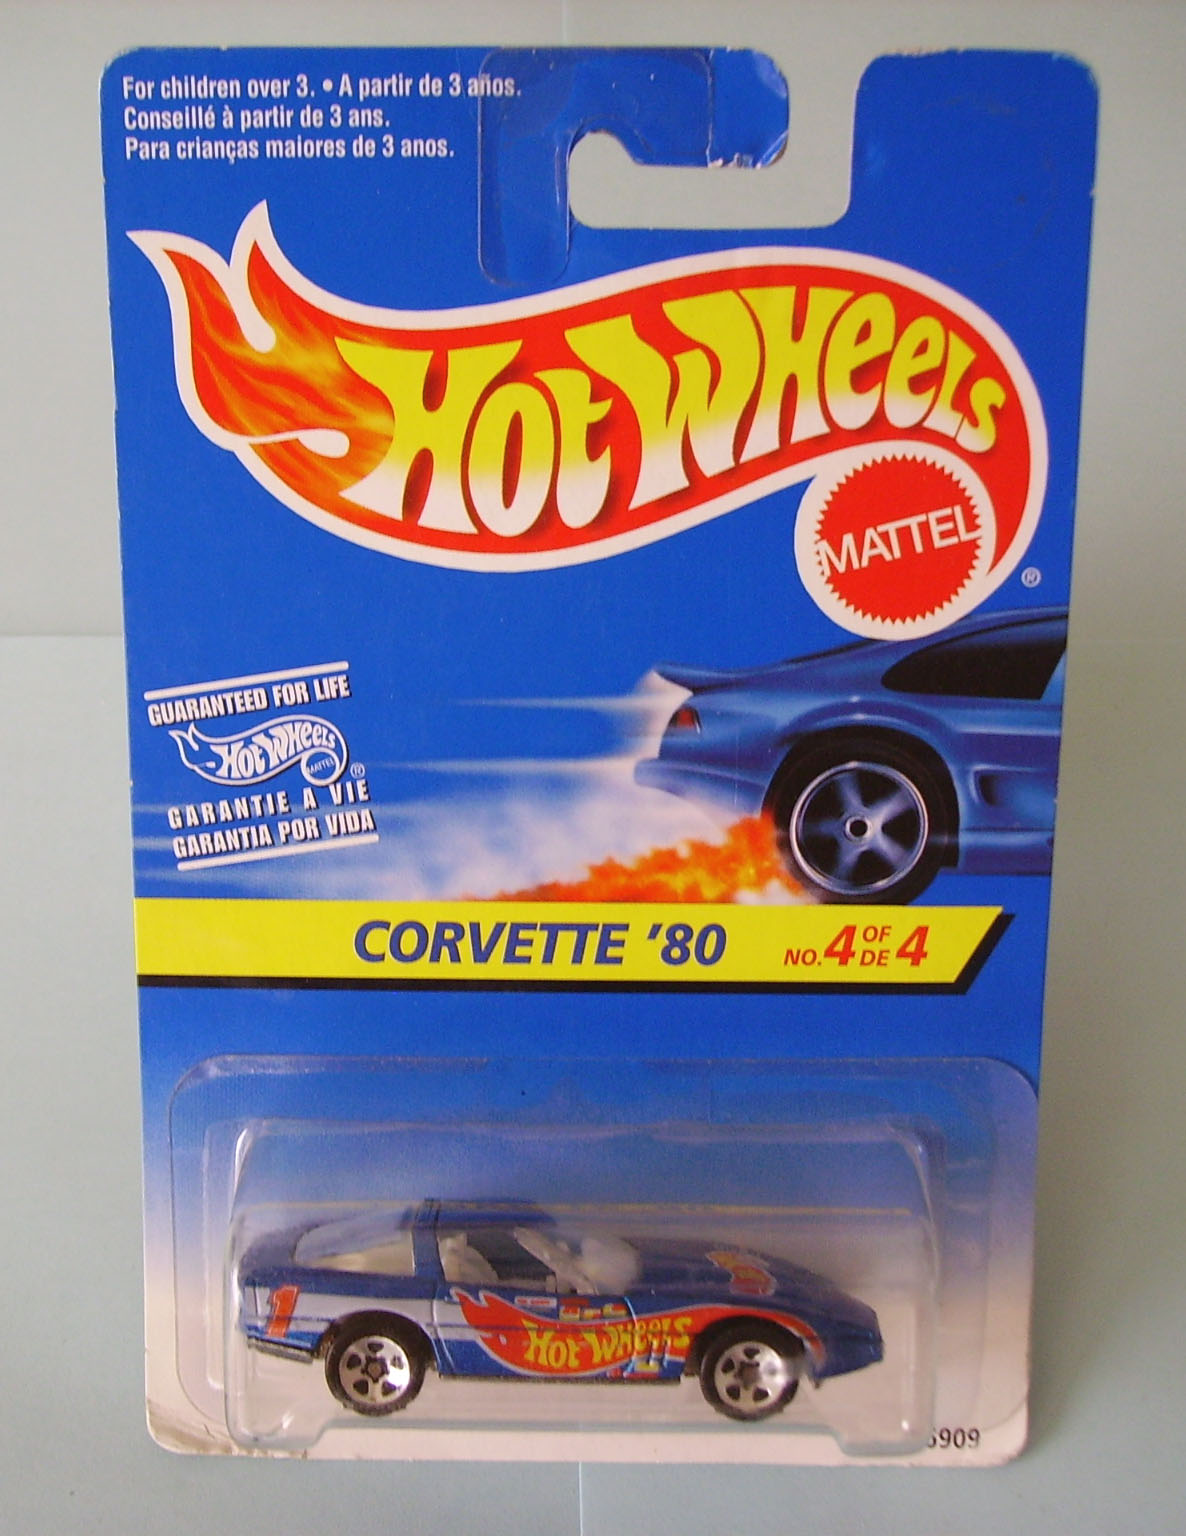 For children over 3. • A partir de 3 años.
Conseillé à partir de 3 ans.
Para crianças maiores de 3 anos.
HOT WHEELS
MATTEL
®
GUARANTEED FOR LIFE
HOT WHEELS
MATTEL ®
GARANTIE A VIE
GARANTIA POR VIDA
CORVETTE '80 NO. 4 OF 4
DE
1
HOT WHEELS
6909